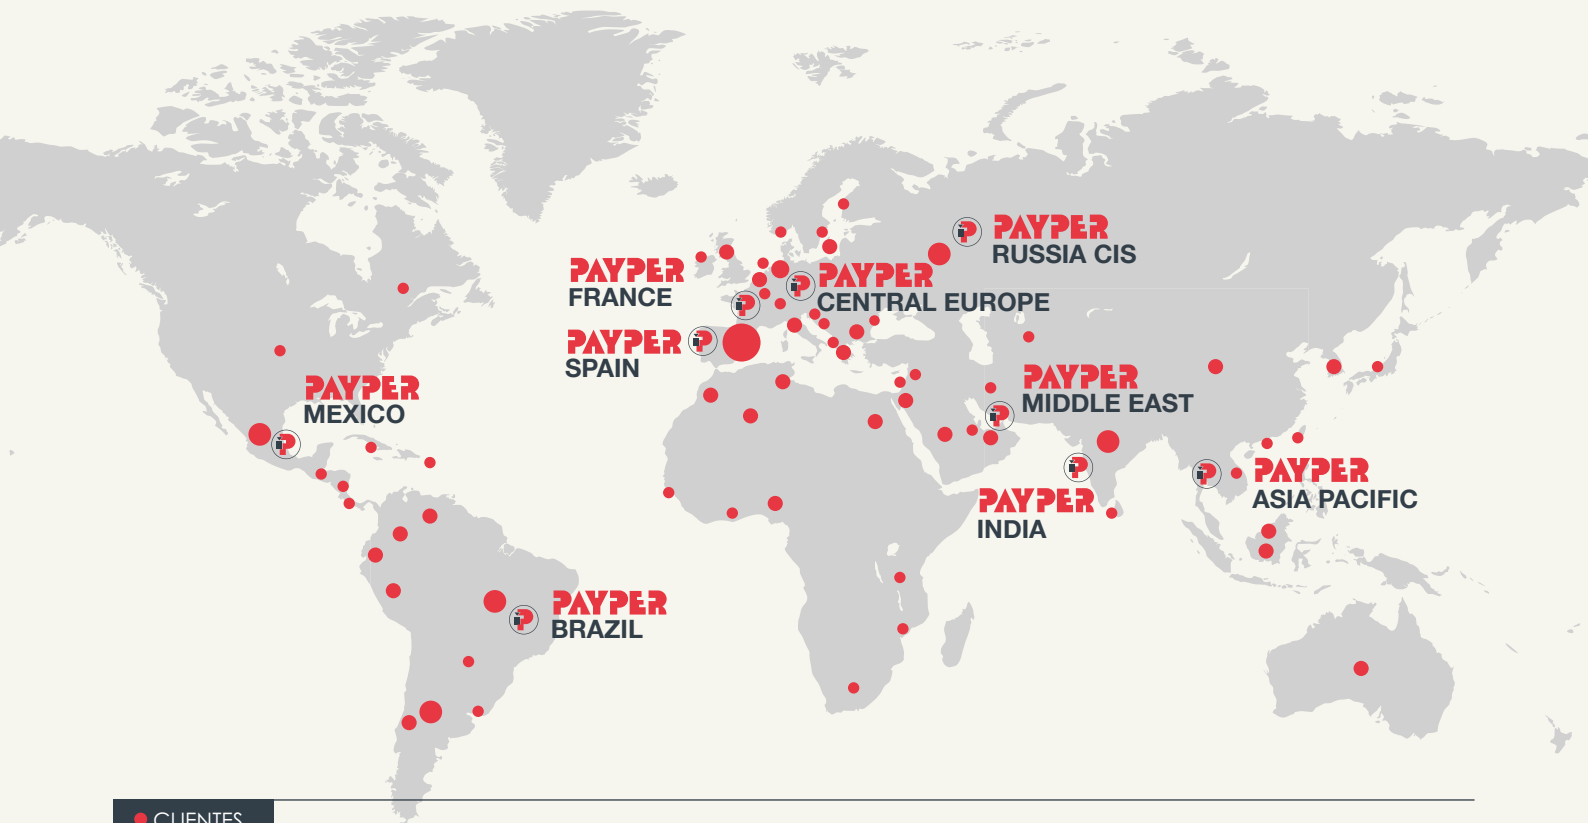 PAYPER
RUSSIA CIS
PAYPER
FRANCE
PAYPER
CENTRAL EUROPE
PAYPER
SPAIN
PAYPER
MEXICO
PAYPER
MIDDLE EAST
PAYPER
ASIA PACIFIC
PAYPER
INDIA
PAYPER
BRAZIL
CLIENTES